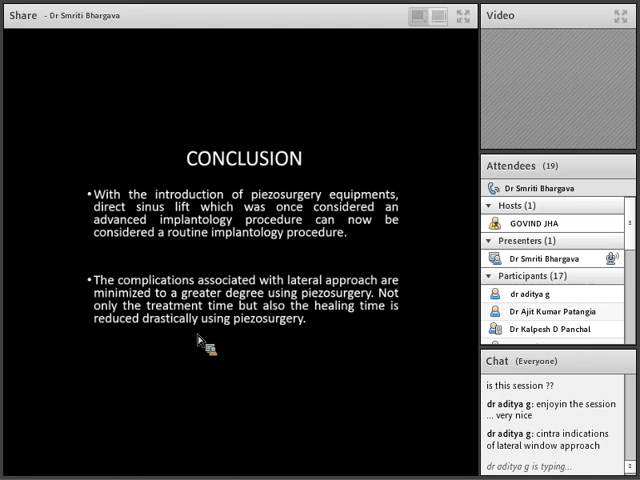 Share - Dr Smriti Bhargava
CONCLUSION
•With the introduction of piezosurgery equipments,
direct sinus lift which was once considered an
advanced implantology procedure can now be
considered a routine implantology procedure.
•The complications associated with lateral approach are
minimized to a greater degree using piezosurgery. Not
only the treatment time but also the healing time is
reduced drastically using piezosurgery.
Video
Attendees (19)
Dr Smriti Bhargava
Hosts (1)
GOVIND JHA
Presenters (1)
Dr Smriti Bhargava
Participants (17)
dr aditya g
Dr Ajit Kumar Patangia
Dr Kalpesh D Panchal
Chat (Everyone)
is this session ??
dr aditya g: enjoyin the session
... very nice
dr aditya g: cintra indications
of lateral window approach
dr aditya g is typing...